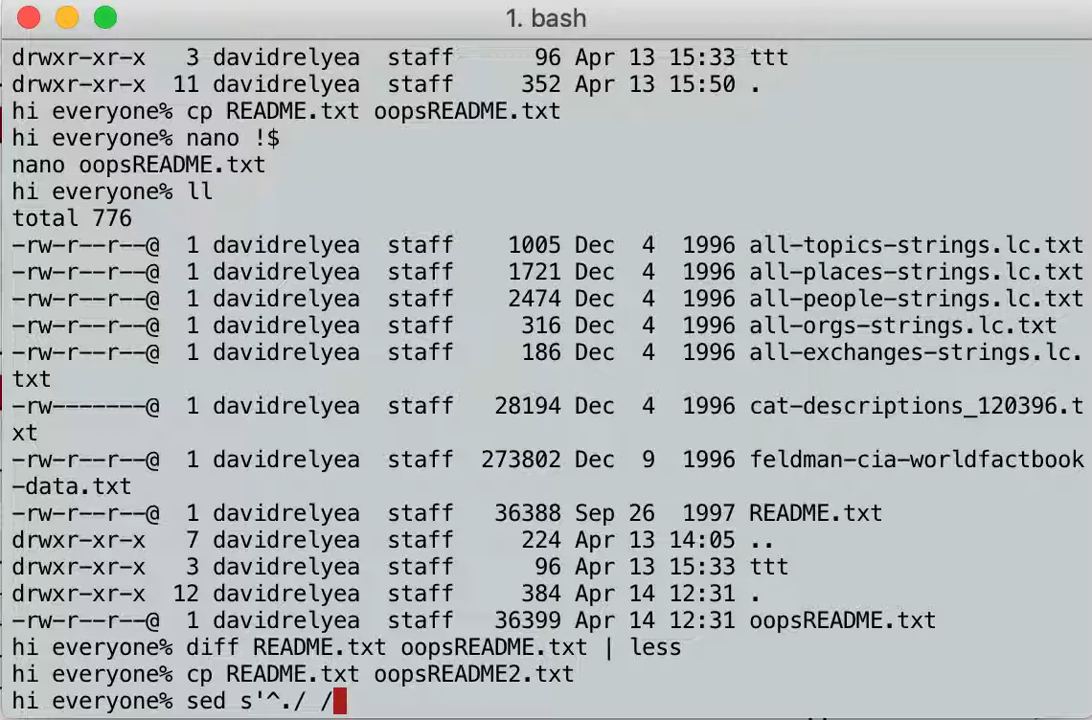 1. bash
drwxr-xr-x   3 davidrelyea  staff      96 Apr 13 15:33 ttt
drwxr-xr-x  11 davidrelyea  staff     352 Apr 13 15:50 .
hi everyone% cp README.txt oopsREADME.txt
hi everyone% nano !$
nano oopsREADME.txt
hi everyone% ll
total 776
-rw-r--r--@  1 davidrelyea  staff    1005 Dec  4  1996 all-topics-strings.lc.txt
-rw-r--r--@  1 davidrelyea  staff    1721 Dec  4  1996 all-places-strings.lc.txt
-rw-r--r--@  1 davidrelyea  staff    2474 Dec  4  1996 all-people-strings.lc.txt
-rw-r--r--@  1 davidrelyea  staff     316 Dec  4  1996 all-orgs-strings.lc.txt
-rw-r--r--@  1 davidrelyea  staff     186 Dec  4  1996 all-exchanges-strings.lc.
txt
-rw-------@  1 davidrelyea  staff   28194 Dec  4  1996 cat-descriptions_120396.t
xt
-rw-r--r--@  1 davidrelyea  staff  273802 Dec  9  1996 feldman-cia-worldfactbook
-data.txt
-rw-r--r--@  1 davidrelyea  staff   36388 Sep 26  1997 README.txt
drwxr-xr-x   7 davidrelyea  staff     224 Apr 13 14:05 ..
drwxr-xr-x   3 davidrelyea  staff      96 Apr 13 15:33 ttt
drwxr-xr-x  12 davidrelyea  staff     384 Apr 14 12:31 .
-rw-r--r--@  1 davidrelyea  staff   36399 Apr 14 12:31 oopsREADME.txt
hi everyone% diff README.txt oopsREADME.txt | less
hi everyone% cp README.txt oopsREADME2.txt
hi everyone% sed s'^./ /